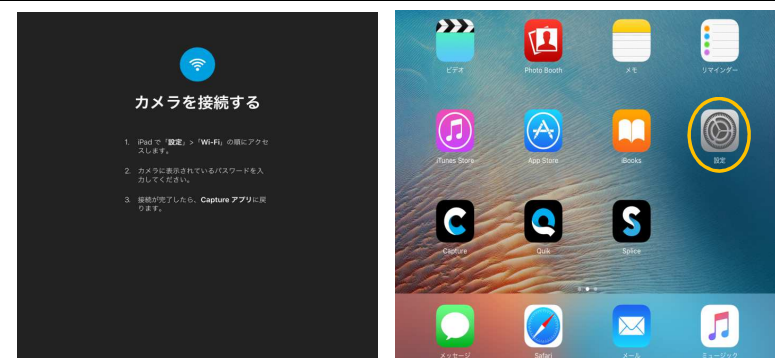 カメラを接続する
1. iPad で「設定」>「Wi-Fi」の順にアクセ
スします。
2. カメラに表示されているパスワードを入
力してください。
3. 接続が完了したら、Capture アプリに戻
ります。
ビデオ
Photo Booth
メモ
リマインダー
iTunes Store
App Store
iBooks
設定
Capture
Quik
Splice
メッセージ
Safari
メール
ミュージック